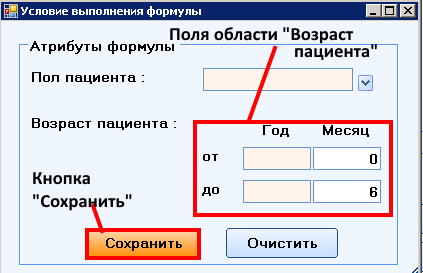 Условие выполнения формулы
Атрибуты формулы
Поля области "Возраст
пациента"
Пол пациента :
Возраст пациента :
Год Месяц
от 0
до 6
Кнопка
"Сохранить"
Сохранить Очистить